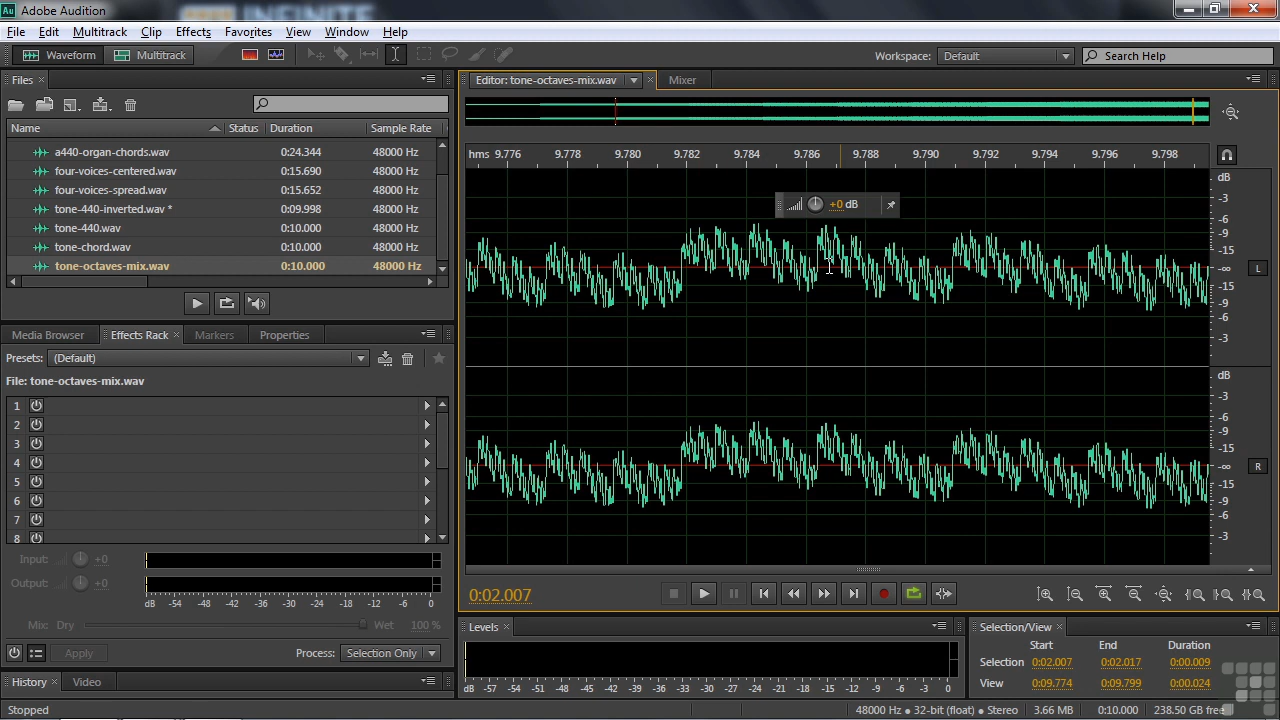 Au Adobe Audition
File Edit Multitrack Clip Effects Favorites View Window Help
Waveform Multitrack Workspace: Default Search Help
Files ×
Name Status Duration Sample Rate
a440-organ-chords.wav 0:24.344 48000 Hz
four-voices-centered.wav 0:15.690 48000 Hz
four-voices-spread.wav 0:15.652 48000 Hz
tone-440-inverted.wav * 0:09.998 48000 Hz
tone-440.wav 0:10.000 48000 Hz
tone-chord.wav 0:10.000 48000 Hz
tone-octaves-mix.wav 0:10.000 48000 Hz
Media Browser Effects Rack × Markers Properties
Presets: (Default)
File: tone-octaves-mix.wav
1
2
3
4
5
6
7
8
Input: +0
Output: +0
dB -54 -48 -42 -36 -30 -24 -18 -12 -6 0
Mix: Dry Wet 100 %
Apply Process: Selection Only
History × Video
Stopped
Editor: tone-octaves-mix.wav × Mixer
hms 9.776 9.778 9.780 9.782 9.784 9.786 9.788 9.790 9.792 9.794 9.796 9.798
+0 dB
dB
-3
-6
-9
-15
-∞ L
-15
-9
-6
-3
dB
-3
-6
-9
-15
-∞ R
-15
-9
-6
-3
0:02.007
Levels ×
dB -57 -54 -51 -48 -45 -42 -39 -36 -33 -30 -27 -24 -21 -18 -15 -12 -9 -6 -3 0
Selection/View ×
Start End Duration
Selection 0:02.007 0:02.017 0:00.009
View 0:09.774 0:09.799 0:00.024
48000 Hz ● 32-bit (float) ● Stereo 3.66 MB 0:10.000 238.50 GB free